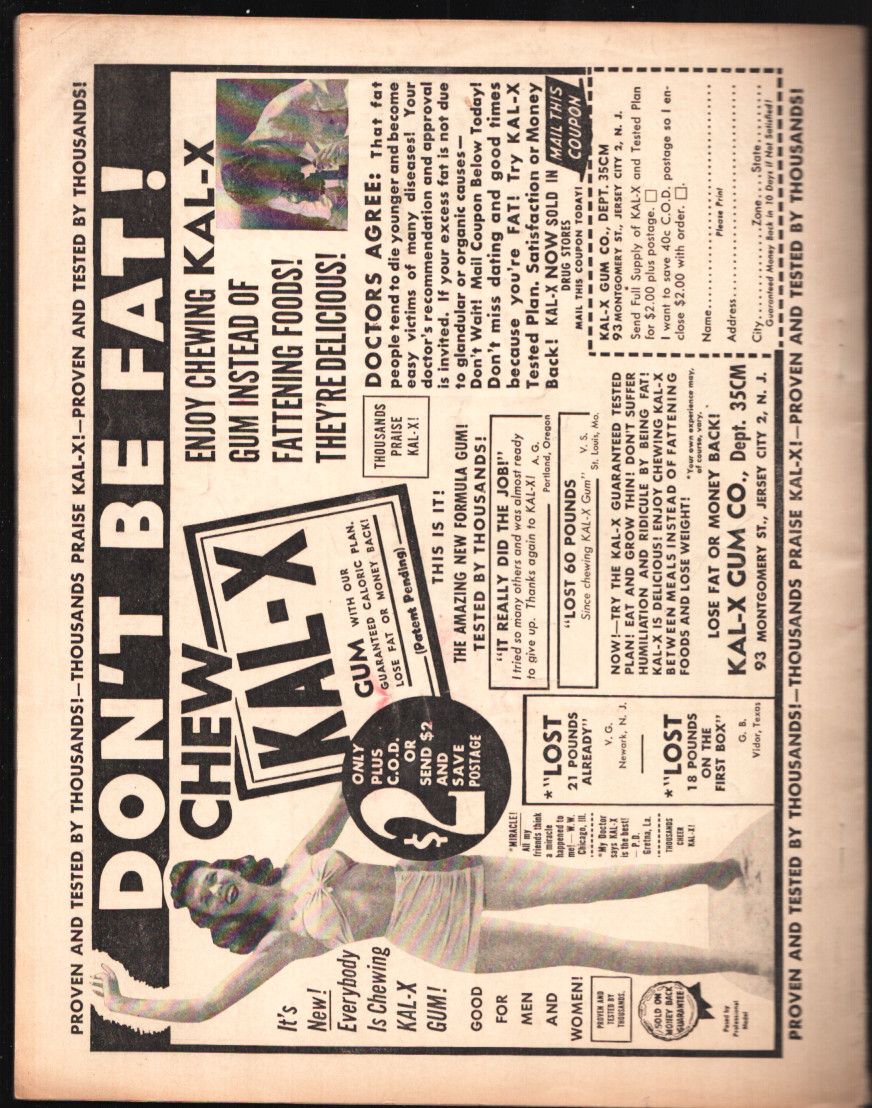 PROVEN AND TESTED BY THOUSANDS!—THOUSANDS PRAISE KAL-X!—PROVEN AND TESTED BY THOUSANDS!
DON'T BE FAT!
It's
New!
Everybody
Is Chewing
KAL-X
GUM!
GOOD
FOR
MEN
AND
WOMEN!
PROVEN AND
TESTED BY
THOUSANDS.
SOLD ON
MONEY BACK
GUARANTEE
Posed by
Professional
Model
CHEW
KAL-X
GUM WITH OUR
GUARANTEED CALORIC PLAN.
LOSE FAT OR MONEY BACK!
(Patent Pending)
ONLY
$2
PLUS
C.O.D.
OR
SEND $2
AND
SAVE
POSTAGE
"MIRACLE!
All my
friends think
a miracle
happened to
me!—W.W.
Chicago, Ill.
"My Doctor
says KAL-X
is the best!
— P.D.
Gretna, La.
THOUSANDS
CHEER
KAL-X!
*"LOST
21 POUNDS
ALREADY"
V. G.
Newark, N. J.
*"LOST
18 POUNDS
ON THE
FIRST BOX"
G. B.
Vidor, Texas
THIS IS IT!
THE AMAZING NEW FORMULA GUM!
TESTED BY THOUSANDS!
"IT REALLY DID THE JOB!"
I tried so many others and was almost ready
to give up. Thanks again to KAL-X! A. G.
Portland, Oregon
"LOST 60 POUNDS
Since chewing KAL-X Gum" V. S.
St. Louis, Mo.
NOW!—TRY THE KAL-X GUARANTEED TESTED
PLAN! EAT AND GROW THIN! DON'T SUFFER
HUMILIATION AND RIDICULE BY BEING FAT!
KAL-X IS DELICIOUS! ENJOY CHEWING KAL-X
BETWEEN MEALS INSTEAD OF FATTENING
FOODS AND LOSE WEIGHT!
*Your own experience may,
of course, vary.
LOSE FAT OR MONEY BACK!
KAL-X GUM CO., Dept. 35CM
93 MONTGOMERY ST., JERSEY CITY 2, N. J.
ENJOY CHEWING KAL-X
GUM INSTEAD OF
FATTENING FOODS!
THEY'RE DELICIOUS!
THOUSANDS
PRAISE
KAL-X!
DOCTORS AGREE: That fat
people tend to die younger and become
easy victims of many diseases! Your
doctor's recommendation and approval
is invited. If your excess fat is not due
to glandular or organic causes—
Don't Wait! Mail Coupon Below Today!
Don't miss dating and good times
because you're FAT! Try KAL-X
Tested Plan. Satisfaction or Money
Back! KAL-X NOW SOLD IN
DRUG STORES
MAIL THIS COUPON TODAY!
MAIL THIS
COUPON
KAL-X GUM CO., DEPT. 35CM
93 MONTGOMERY ST., JERSEY CITY 2, N. J.
Send Full Supply of KAL-X and Tested Plan
for $2.00 plus postage. ☐
I want to save 40c C.O.D. postage so I en-
close $2.00 with order. ☐.
Name
Please Print
Address
City.......Zone....State
Guaranteed Money Back in 10 Days if Not Satisfied!
PROVEN AND TESTED BY THOUSANDS!—THOUSANDS PRAISE KAL-X!—PROVEN AND TESTED BY THOUSANDS!